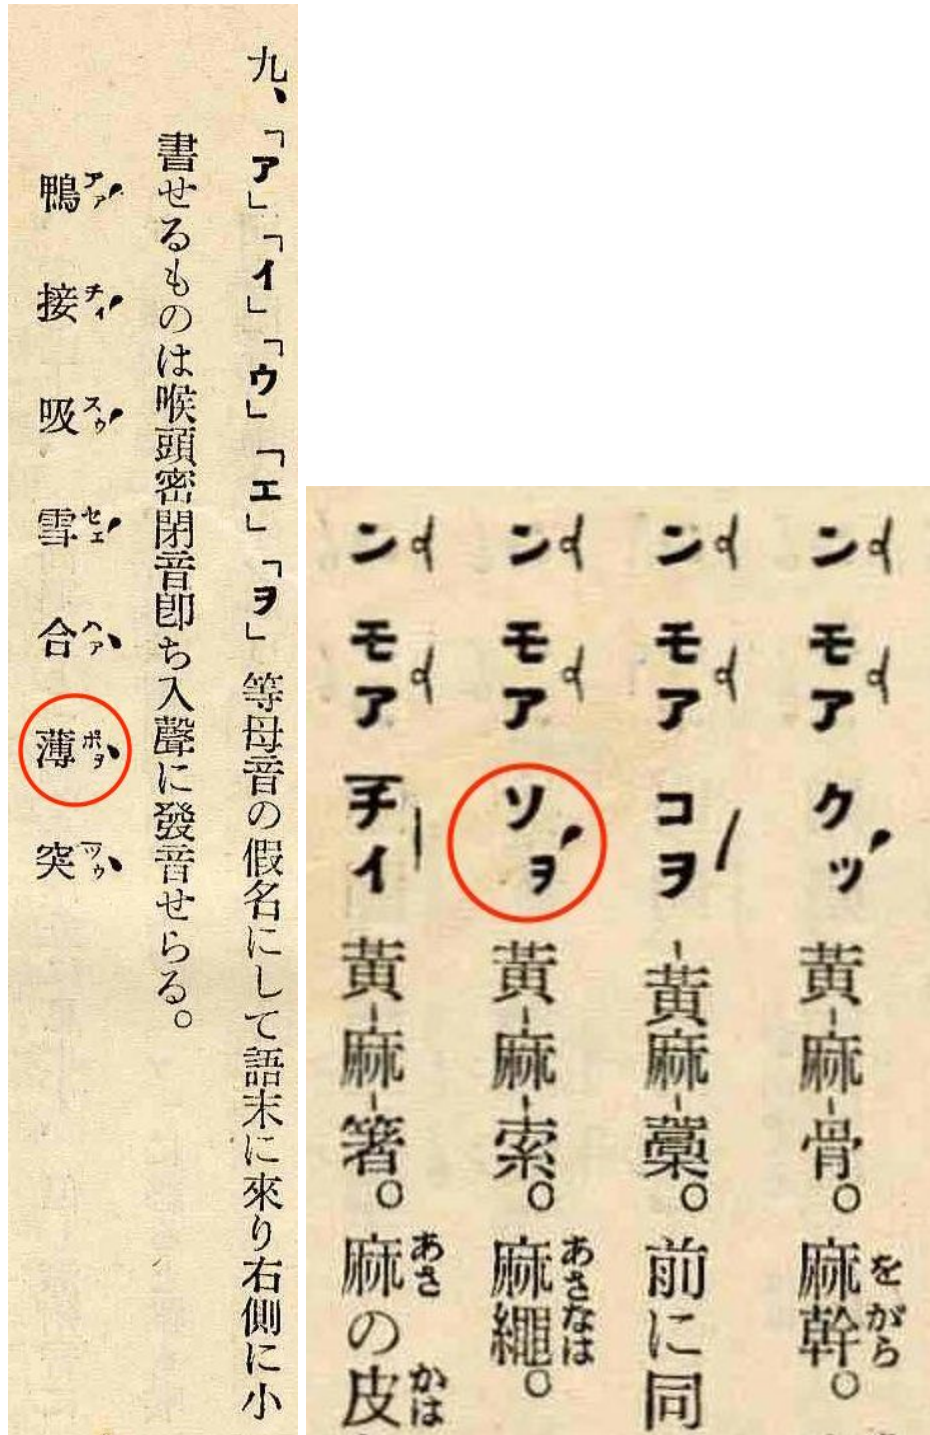 九、「ア」「イ」「ウ」「エ」「ヲ」等母音の假名にして語末に來り右側に小
書せるものは喉頭密閉音卽ち入聲に發音せらる。
鴨アァ 接チィ 吸スゥ 雪セェ 合ハァ 薄ポヲ 突ツゥ
ンモアクッ 黃-麻-骨。麻幹。をがら
ンモアコヲ -黃-麻-藁。前に同
ンモアソヲ 黃-麻-索。麻繩。あさなは
ンモアチイ 黃-麻-箸。麻の皮 あさ かは